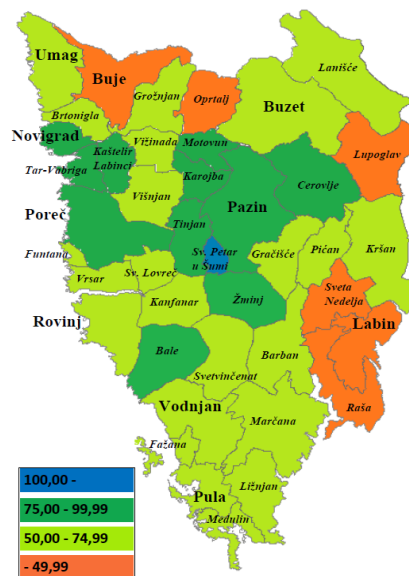 Umag
Buje
Lanišće
Grožnjan
Oprtalj
Buzet
Brtonigla
Novigrad
Vižinada
Motovun
Lupoglav
Kaštelir
Labinci
Tar-Vabriga
Karojba
Cerovlje
Višnjan
Pazin
Poreč
Tinjan
Kršan
Funtana
Sv. Lovreč
Sv. Petar
u Šumi
Gračišće
Pićan
Vrsar
Sveta
Nedelja
Kanfanar
Žminj
Rovinj
Labin
Bale
Barban
Svetvinčenat
Raša
Vodnjan
Marčana
Fažana
Ližnjan
Pula
Medulin
100,00 -
75,00 - 99,99
50,00 - 74,99
- 49,99